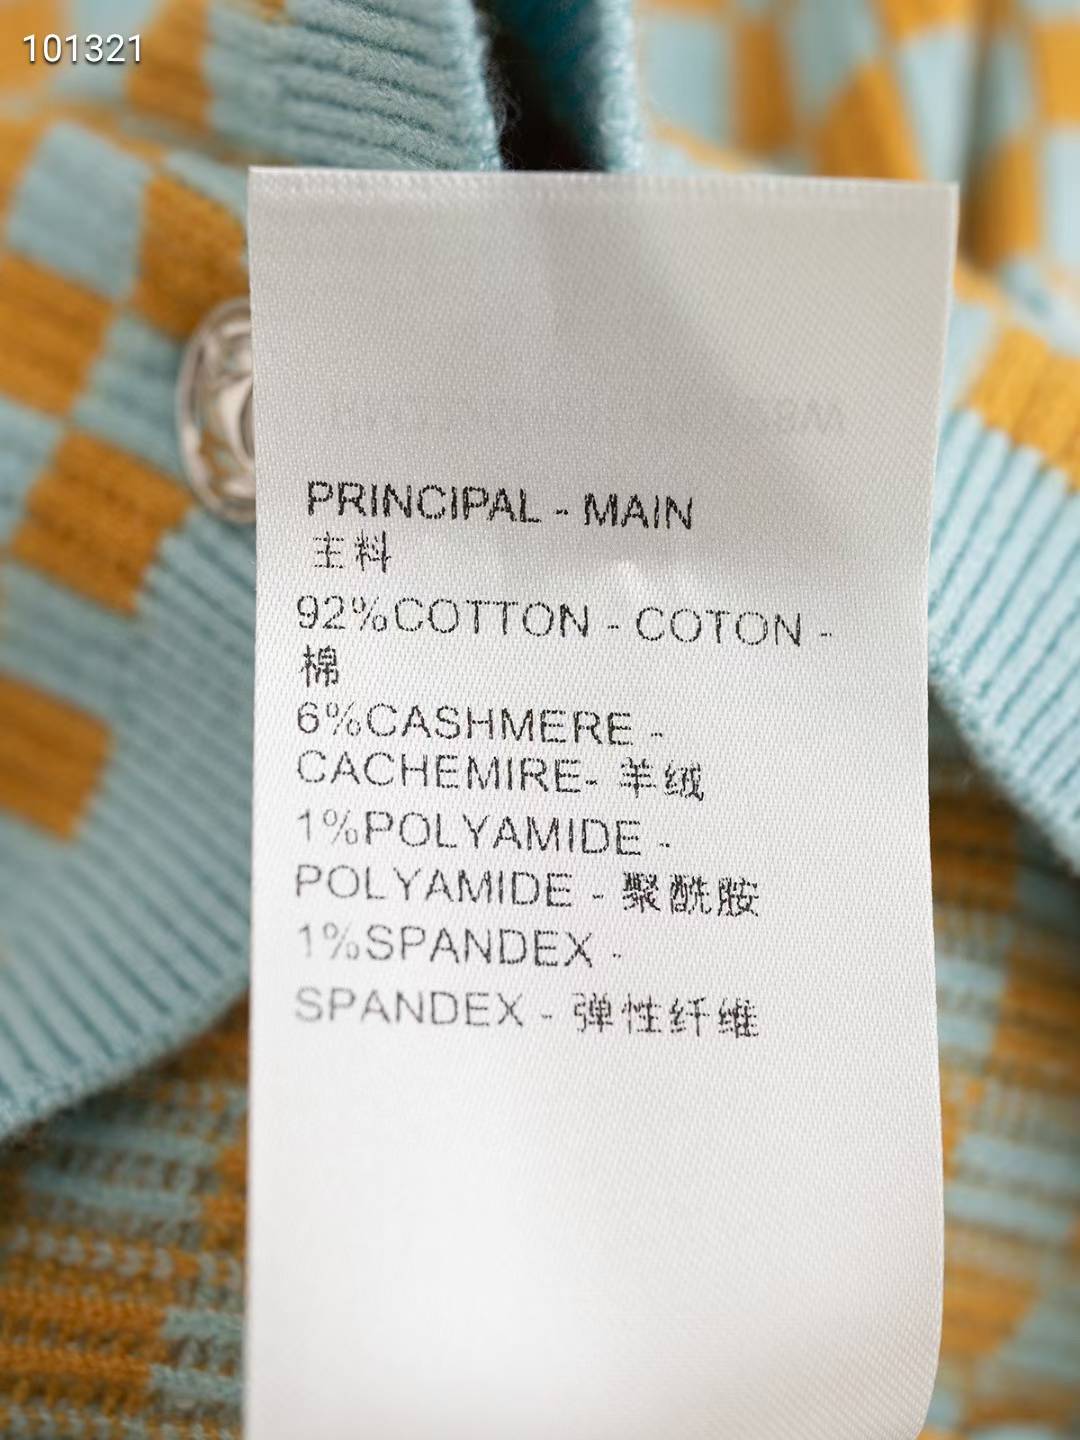 101321
PRINCIPAL - MAIN
主料
92%COTTON - COTON -
棉
6%CASHMERE -
CACHEMIRE- 羊绒
1%POLYAMIDE -
POLYAMIDE - 聚酰胺
1%SPANDEX -
SPANDEX - 弹性纤维